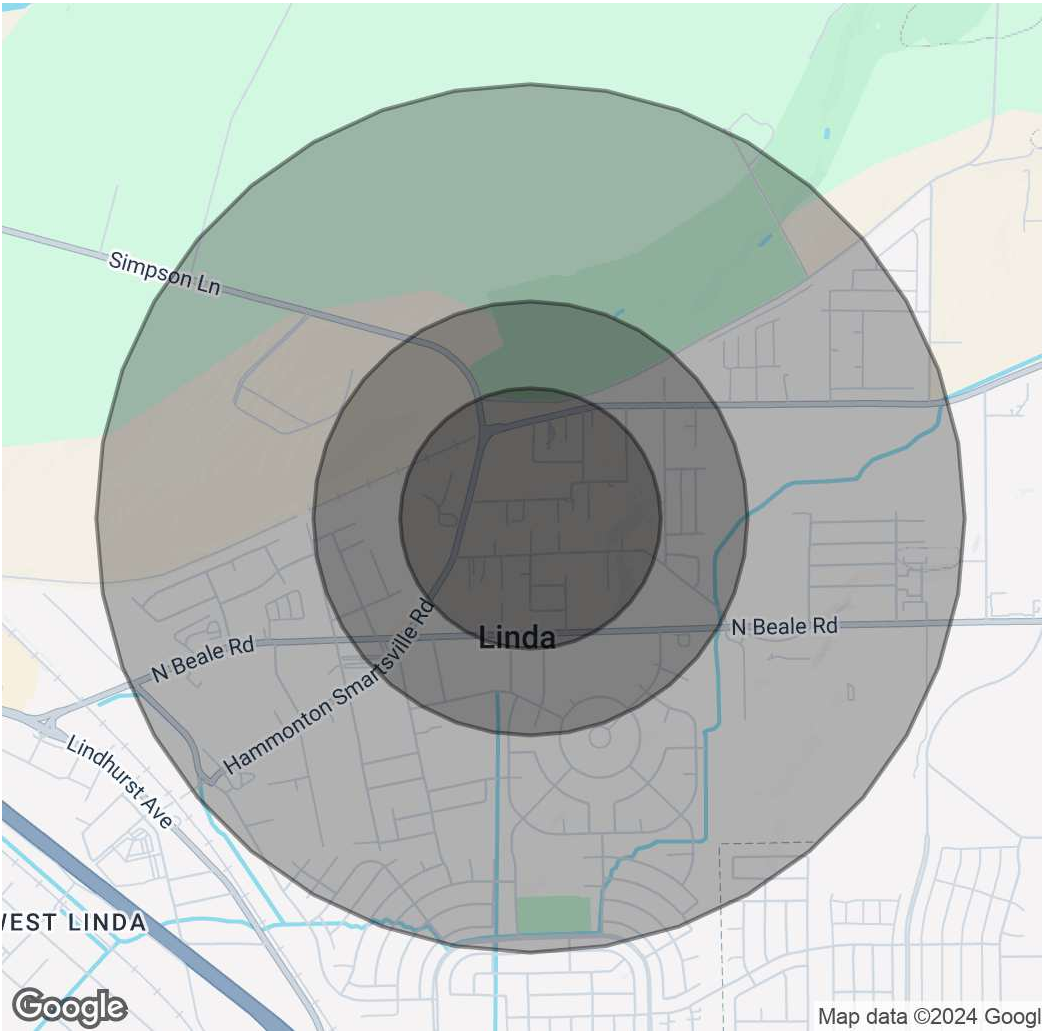 Simpson Ln
Linda
N Beale Rd
N Beale Rd
Hammonton Smartsville Rd
Lindhurst Ave
WEST LINDA
Google
Map data ©2024 Googl